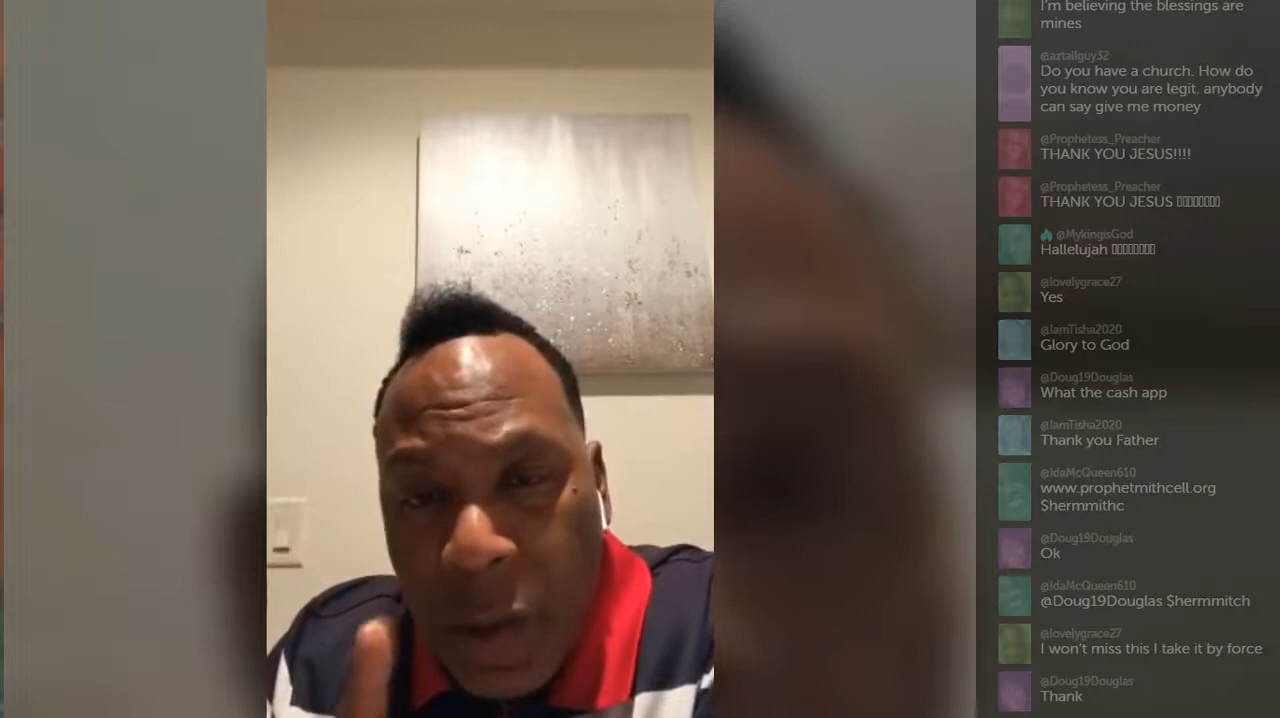 I'm believing the blessings are
mines
@aztallguy32
Do you have a church. How do
you know you are legit. anybody
can say give me money
@Prophetess_Preacher
THANK YOU JESUS!!!!
@Prophetess_Preacher
THANK YOU JESUS
@MykingisGod
Hallelujah
@lovelygrace27
Yes
@IamTisha2020
Glory to God
@Doug19Douglas
What the cash app
@IamTisha2020
Thank you Father
@IdaMcQueen610
www.prophetmithcell.org
$hermmithc
@Doug19Douglas
Ok
@IdaMcQueen610
@Doug19Douglas $hermmitch
@lovelygrace27
I won't miss this I take it by force
@Doug19Douglas
Thank